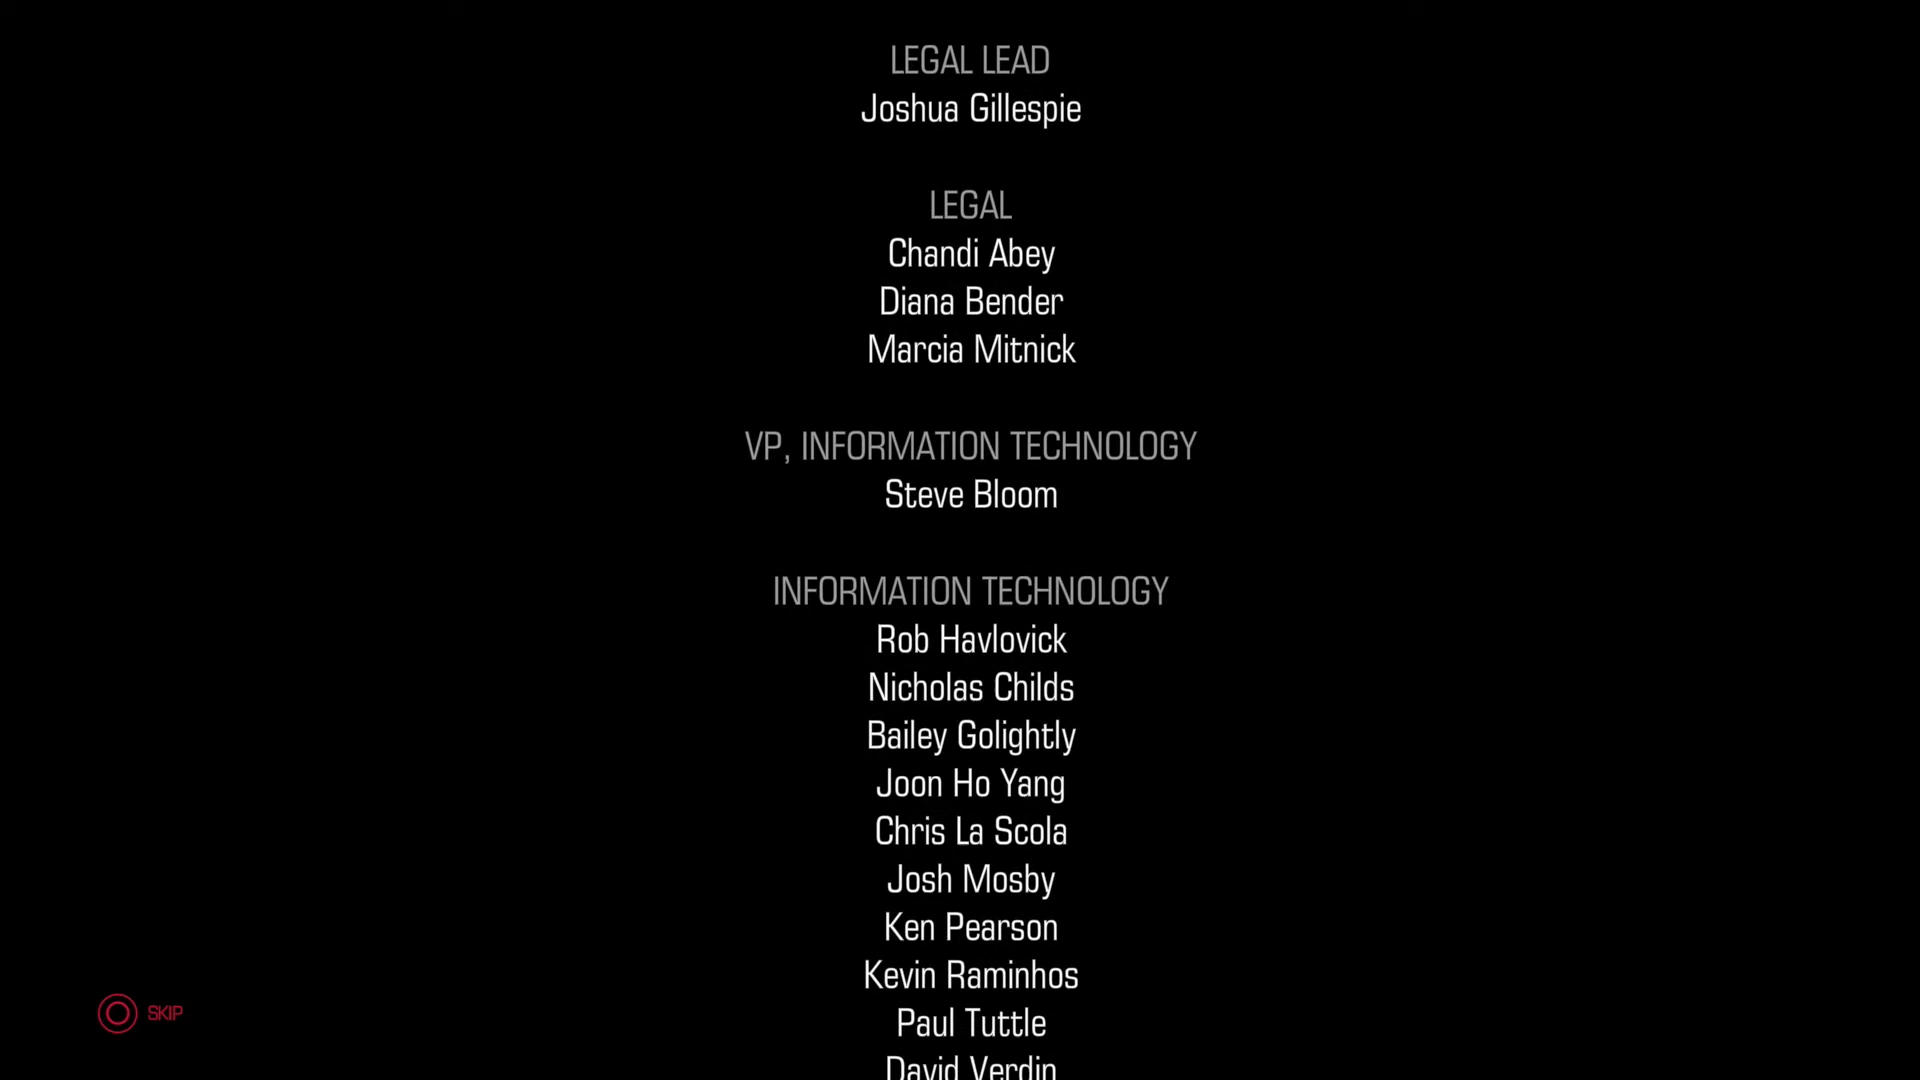 LEGAL LEAD
Joshua Gillespie
LEGAL
Chandi Abey
Diana Bender
Marcia Mitnick
VP, INFORMATION TECHNOLOGY
Steve Bloom
INFORMATION TECHNOLOGY
Rob Havlovick
Nicholas Childs
Bailey Golightly
Joon Ho Yang
Chris La Scola
Josh Mosby
Ken Pearson
Kevin Raminhos
SKIP
Paul Tuttle
David Verdin